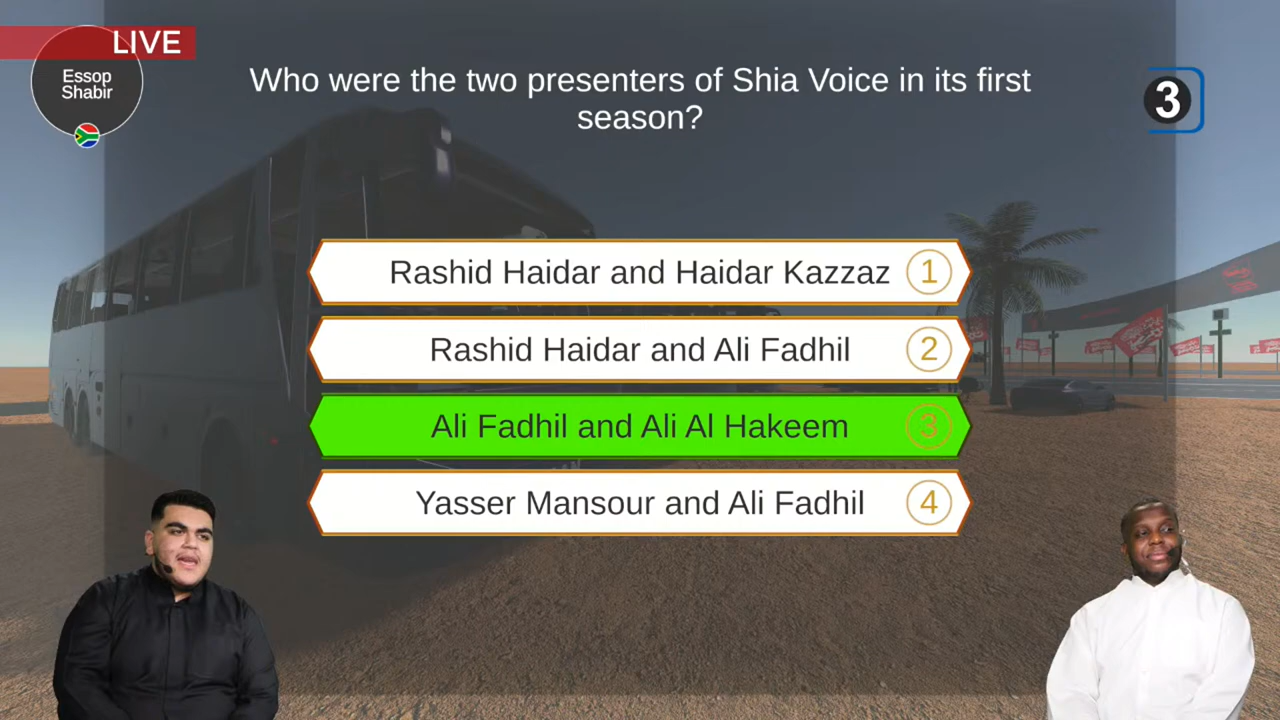 LIVE
Essop
Shabir
Who were the two presenters of Shia Voice in its first
season?
3
Rashid Haidar and Haidar Kazzaz 1
Rashid Haidar and Ali Fadhil 2
Ali Fadhil and Ali Al Hakeem 3
Yasser Mansour and Ali Fadhil 4